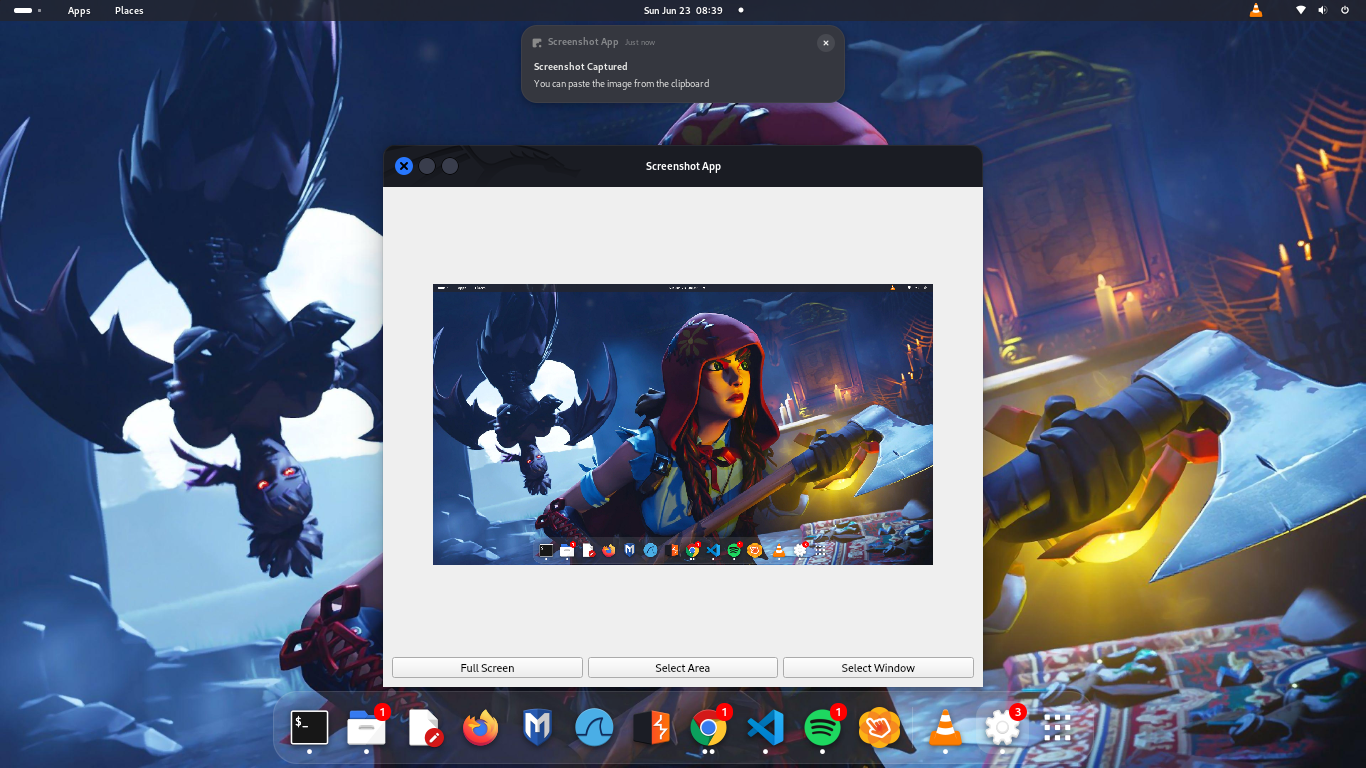 Apps Places Sun Jun 23 08:39
Screenshot App Just now
Screenshot Captured
You can paste the image from the clipboard
Screenshot App
Full Screen Select Area Select Window
$_ 1 1 1 3